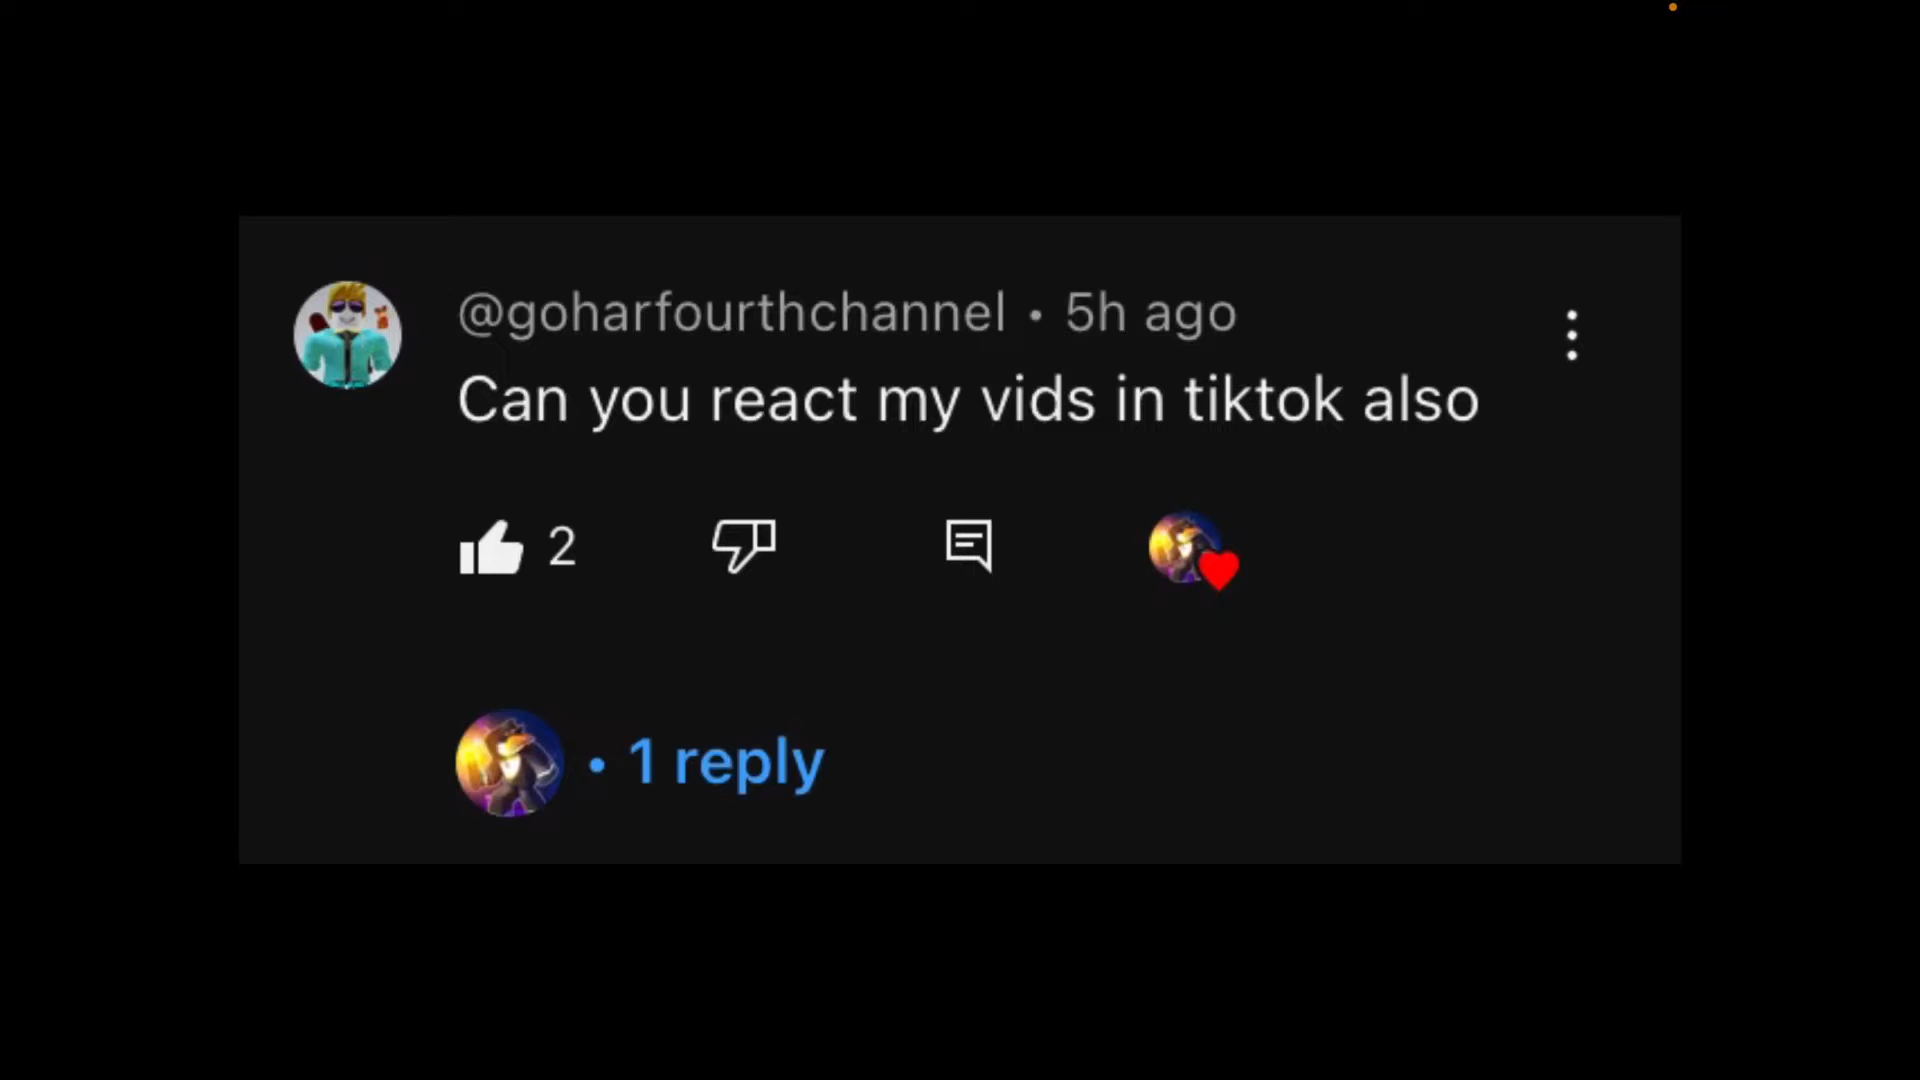 @goharfourthchannel • 5h ago
Can you react my vids in tiktok also
2
• 1 reply